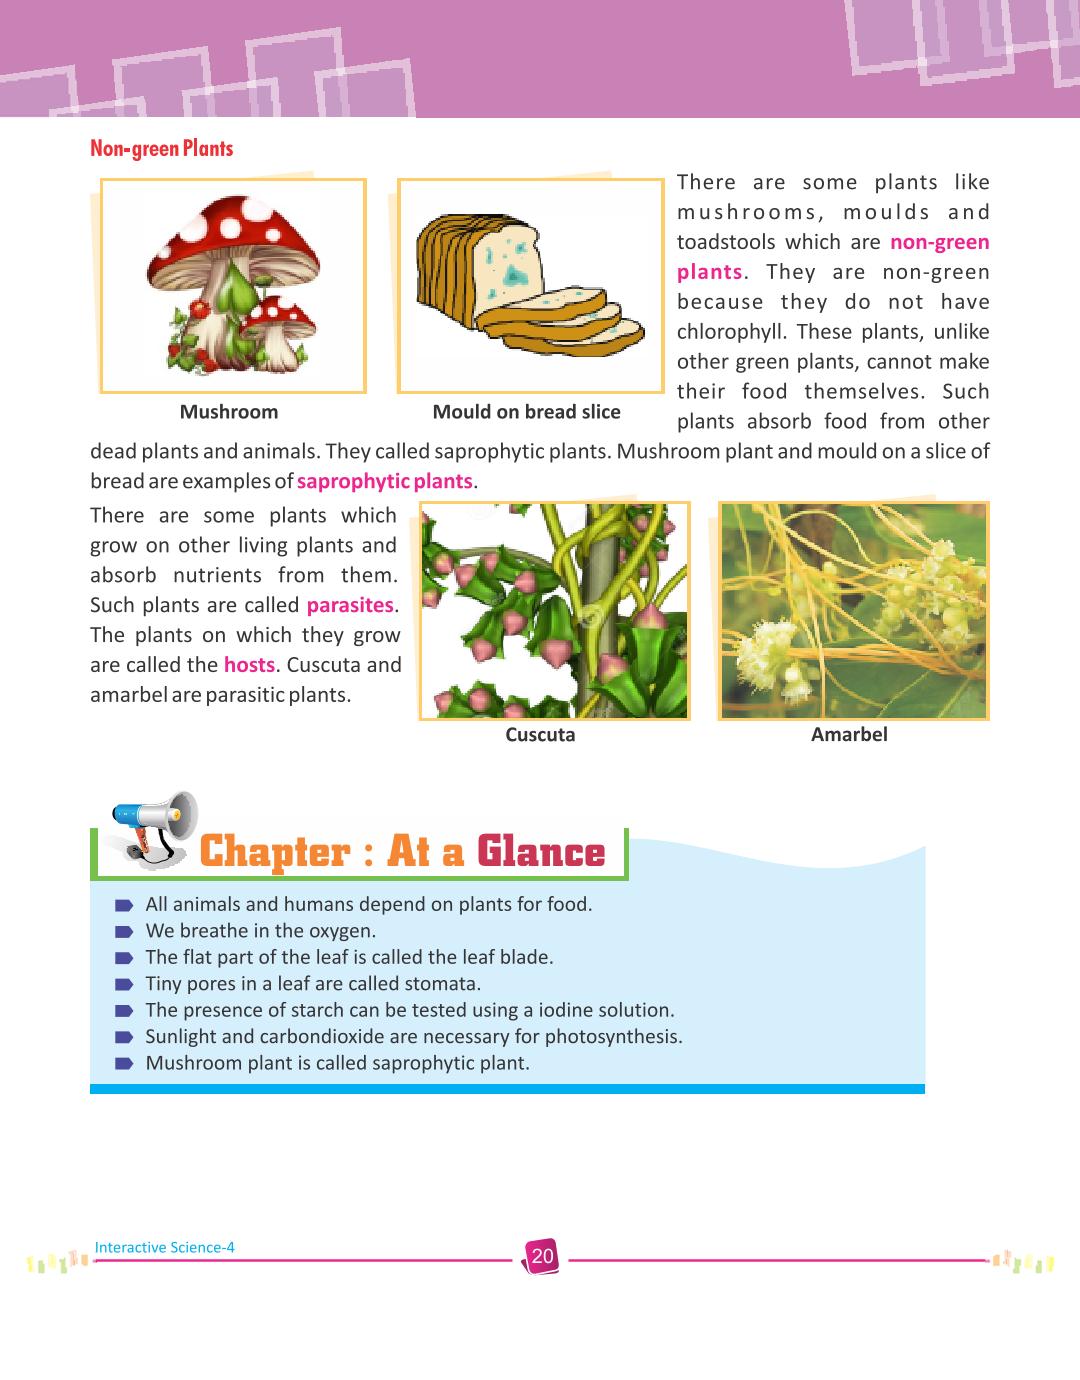 Non-green Plants
There are some plants like
mushrooms, moulds and
toadstools which are non-green
plants. They are non-green
because they do not have
chlorophyll. These plants, unlike
other green plants, cannot make
their food themselves. Such
plants absorb food from other
Mushroom
Mould on bread slice
dead plants and animals. They called saprophytic plants. Mushroom plant and mould on a slice of
bread are examples of saprophytic plants.
There are some plants which
grow on other living plants and
absorb nutrients from them.
Such plants are called parasites.
The plants on which they grow
are called the hosts. Cuscuta and
amarbel are parasitic plants.
Cuscuta
Amarbel
Chapter : At a Glance
All animals and humans depend on plants for food.
We breathe in the oxygen.
The flat part of the leaf is called the leaf blade.
Tiny pores in a leaf are called stomata.
The presence of starch can be tested using a iodine solution.
Sunlight and carbondioxide are necessary for photosynthesis.
Mushroom plant is called saprophytic plant.
Interactive Science-4
20